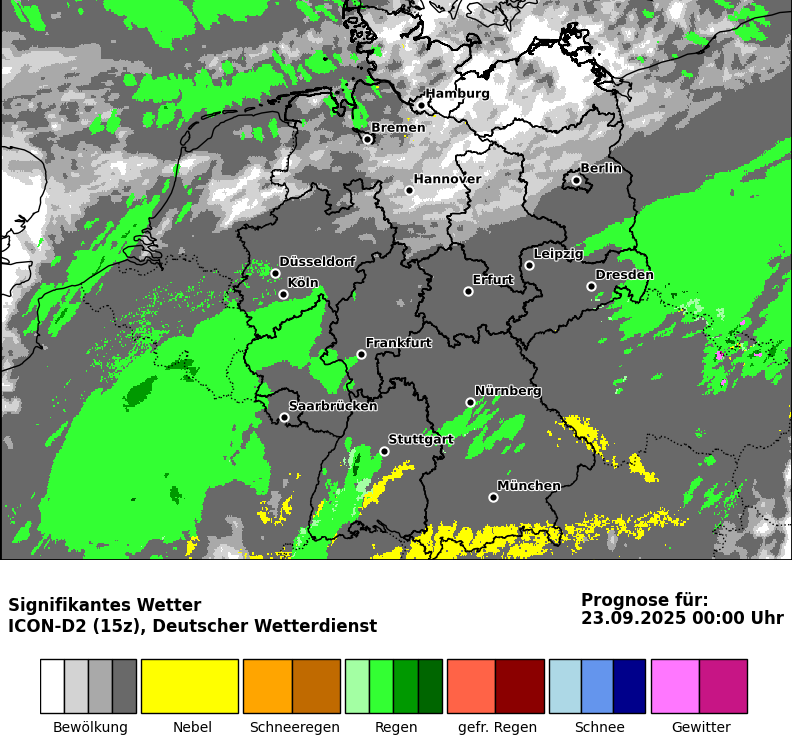 Hamburg
Bremen
Hannover
Berlin
Leipzig
Düsseldorf
Erfurt
Dresden
Köln
Frankfurt
Nürnberg
Saarbrücken
Stuttgart
München
Signifikantes Wetter
ICON-D2 (15z), Deutscher Wetterdienst
Prognose für:
23.09.2025 00:00 Uhr
Bewölkung
Nebel
Schneeregen
Regen
gefr. Regen
Schnee
Gewitter